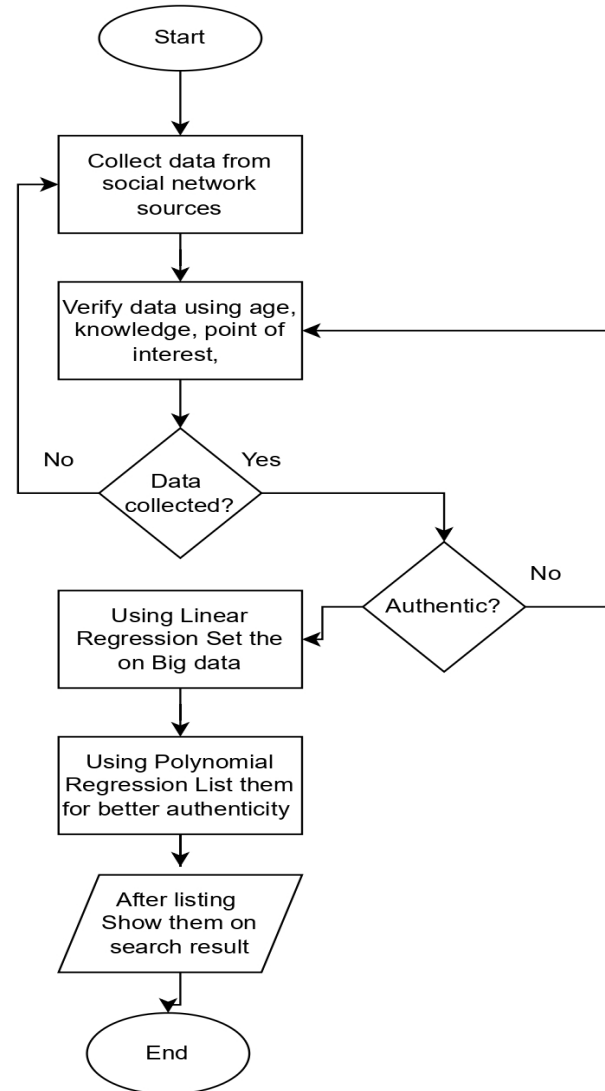 Start
Collect data from
social network
sources
Verify data using age,
knowledge, point of
interest,
No
Yes
Data
collected?
Authentic?
No
Using Linear
Regression Set the
on Big data
Using Polynomial
Regression List them
for better authenticity
After listing
Show them on
search result
End